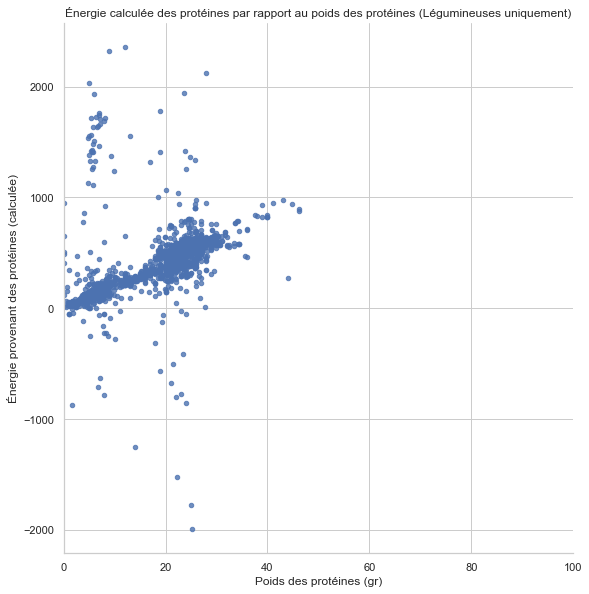 Énergie calculée des protéines par rapport au poids des protéines (Légumineuses uniquement)
Énergie provenant des protéines (calculée)
2000
1000
0
−1000
−2000
0 20 40 60 80 100
Poids des protéines (gr)